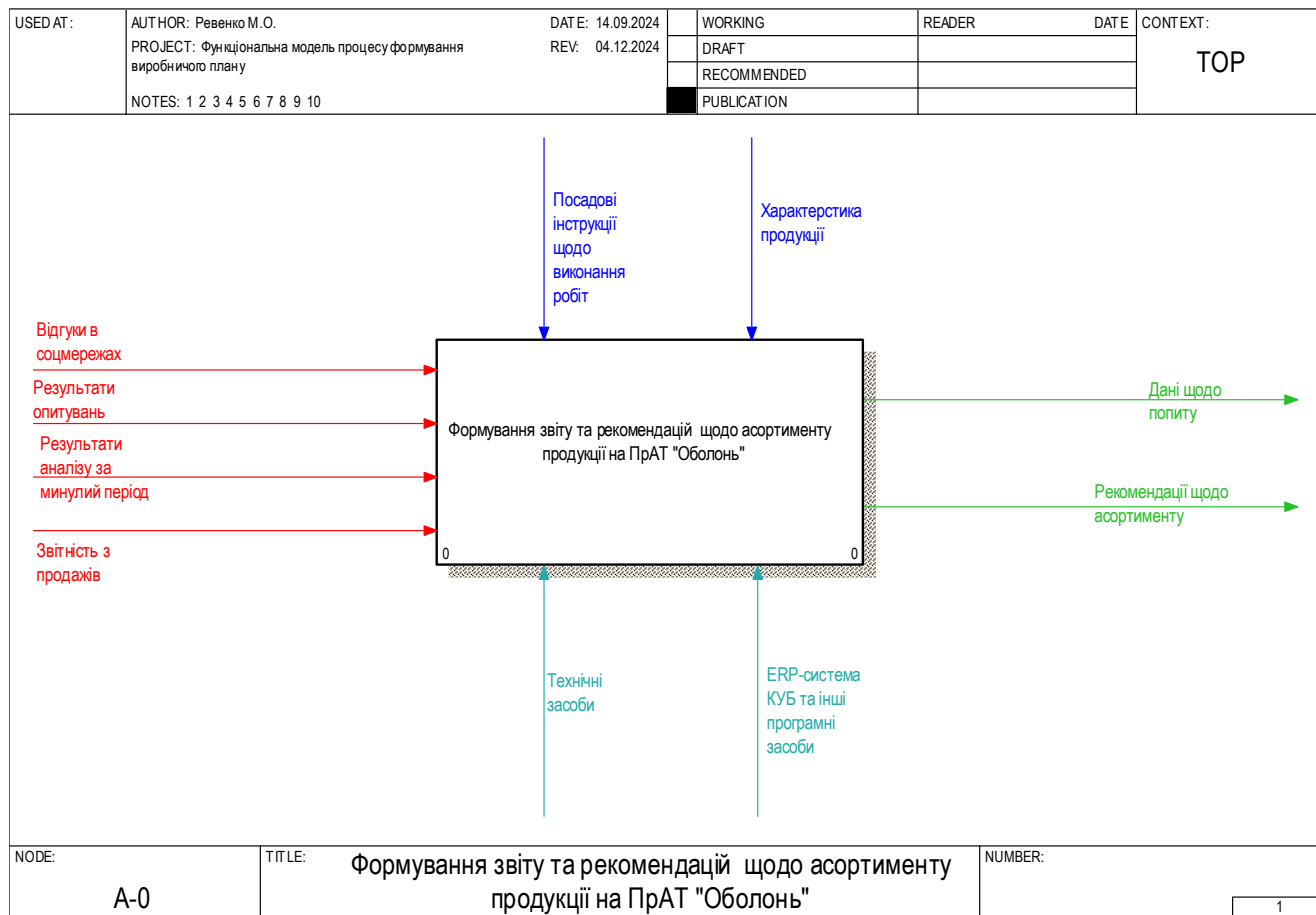 USED AT:
AUTHOR: Ревенко М.О.
DATE: 14.09.2024
PROJECT: Функціональна модель процесу формування
виробничого плану
REV: 04.12.2024
NOTES: 1 2 3 4 5 6 7 8 9 10
WORKING
DRAFT
RECOMMENDED
PUBLICATION
READER
DATE
CONTEXT:
TOP
Посадові
інструкції
щодо
виконання
робіт
Характерстика
продукції
Відгуки в
соцмережах
Результати
опитувань
Результати
аналізу за
минулий період
Звітність з
продажів
Формування звіту та рекомендацій щодо асортименту
продукції на ПрАТ "Оболонь"
0
0
Дані щодо
попиту
Рекомендації щодо
асортименту
Технічні
засоби
ERP-система
КУБ та інші
програмні
засоби
NODE:
A-0
TITLE:
Формування звіту та рекомендацій щодо асортименту
продукції на ПрАТ "Оболонь"
NUMBER:
1